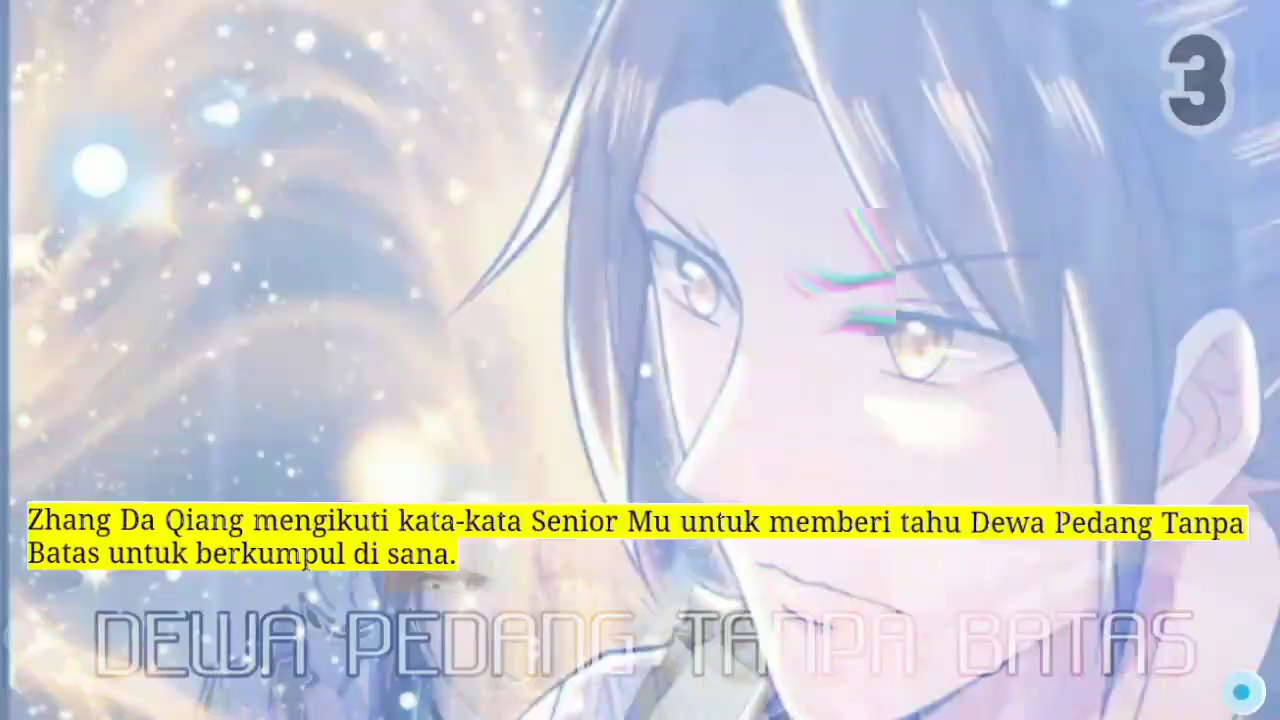 3
Zhang Da Qiang mengikuti kata-kata Senior Mu untuk memberi tahu Dewa Pedang Tanpa
Batas untuk berkumpul di sana.
DEWA PEDANG TANPA BATAS